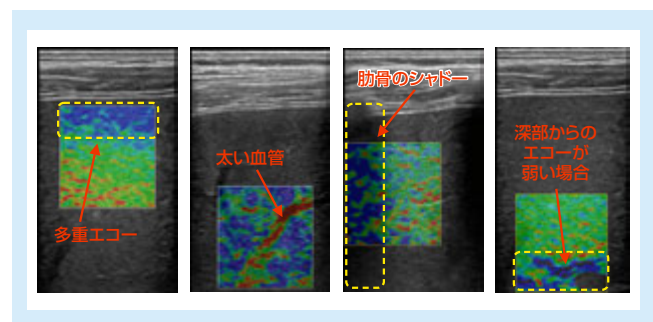 多重エコー
太い血管
肋骨のシャドー
深部からの
エコーが
弱い場合